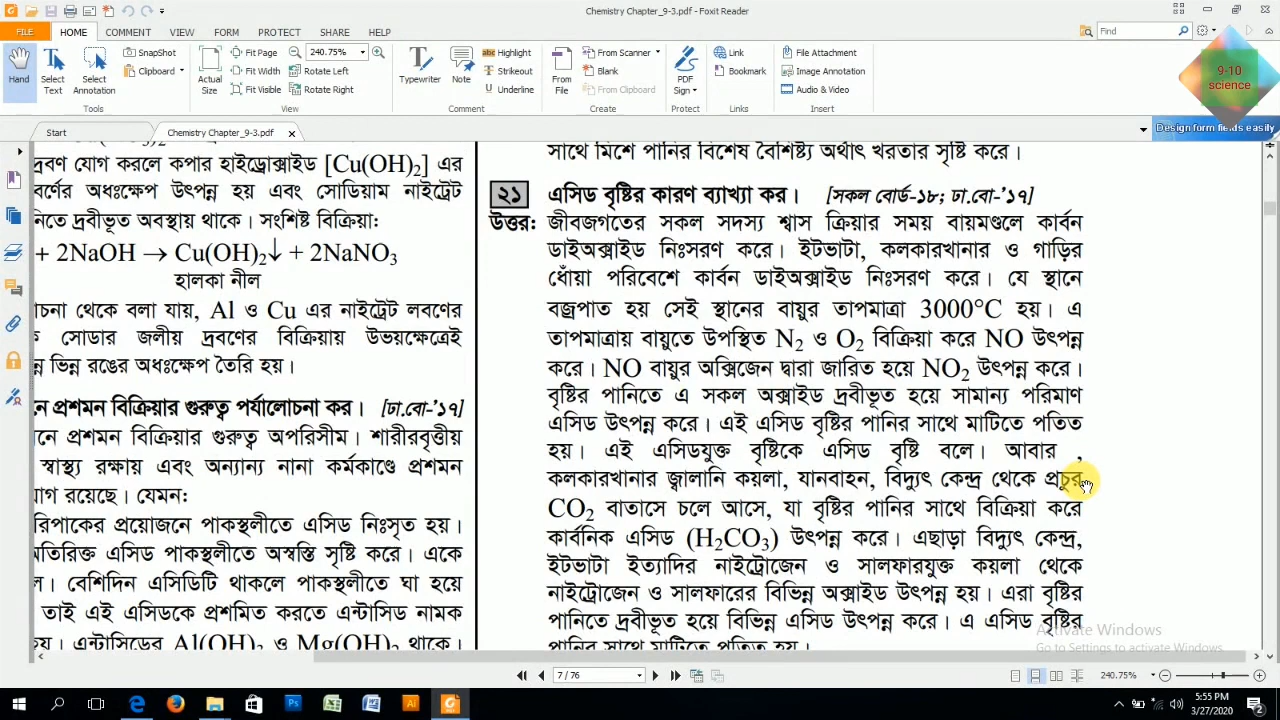 Chemistry Chapter_9-3.pdf - Foxit Reader
FILE HOME COMMENT VIEW FORM PROTECT SHARE HELP
Find
Hand
Select Text
Select Annotation
SnapShot
Clipboard
Tools
Actual Size
Fit Page
Fit Width
Fit Visible
240.75%
Rotate Left
Rotate Right
View
Typewriter
Note
Highlight
Strikeout
Underline
Comment
From File
From Scanner
Blank
From Clipboard
Create
PDF Sign
Protect
Link
Bookmark
Links
File Attachment
Image Annotation
Audio & Video
Insert
9-10
science
Start
Chemistry Chapter_9-3.pdf
Design form fields easily
দ্রবণ যোগ করলে কপার হাইড্রোক্সাইড [Cu(OH)2] এর
বর্ণের অধঃক্ষেপ উৎপন্ন হয় এবং সোডিয়াম নাইট্রেট
নিতে দ্রবীভূত অবস্থায় থাকে। সংশিষ্ট বিক্রিয়া:
+ 2NaOH → Cu(OH)2↓ + 2NaNO3
হালকা নীল
চনা থেকে বলা যায়, Al ও Cu এর নাইট্রেট লবণের
ক সোডার জলীয় দ্রবণের বিক্রিয়ায় উভয়ক্ষেত্রেই
ন্ন ভিন্ন রঙের অধঃক্ষেপ তৈরি হয়।
নে প্রশমন বিক্রিয়ার গুরুত্ব পর্যালোচনা কর। [ঢা.বো-’১৭]
নে প্রশমন বিক্রিয়ার গুরুত্ব অপরিসীম। শারীরবৃত্তীয়
স্বাস্থ্য রক্ষায় এবং অন্যান্য নানা কর্মকাণ্ডে প্রশমন
যাগ রয়েছে। যেমন:
রিপাকের প্রয়োজনে পাকস্থলীতে এসিড নিঃসৃত হয়।
অতিরিক্ত এসিড পাকস্থলীতে অস্বস্তি সৃষ্টি করে। একে
ল। বেশিদিন এসিডিটি থাকলে পাকস্থলীতে ঘা হয়ে
তাই এই এসিডকে প্রশমিত করতে এন্টাসিড নামক
হয়। এন্টাসিডের Al(OH)3 ও Mg(OH)2 থাকে।
সাথে মিশে পানির বিশেষ বৈশিষ্ট্য অর্থাৎ খরতার সৃষ্টি করে।
২১ এসিড বৃষ্টির কারণ ব্যাখ্যা কর। [সকল বোর্ড-১৮; ঢা.বো-’১৭]
উত্তর: জীবজগতের সকল সদস্য শ্বাস ক্রিয়ার সময় বায়মণ্ডলে কার্বন
ডাইঅক্সাইড নিঃসরণ করে। ইটভাটা, কলকারখানার ও গাড়ির
ধোঁয়া পরিবেশে কার্বন ডাইঅক্সাইড নিঃসরণ করে। যে স্থানে
বজ্রপাত হয় সেই স্থানের বায়ুর তাপমাত্রা 3000°C হয়। এ
তাপমাত্রায় বায়ুতে উপস্থিত N2 ও O2 বিক্রিয়া করে NO উৎপন্ন
করে। NO বায়ুর অক্সিজেন দ্বারা জারিত হয়ে NO2 উৎপন্ন করে।
বৃষ্টির পানিতে এ সকল অক্সাইড দ্রবীভূত হয়ে সামান্য পরিমাণ
এসিড উৎপন্ন করে। এই এসিড বৃষ্টির পানির সাথে মাটিতে পতিত
হয়। এই এসিডযুক্ত বৃষ্টিকে এসিড বৃষ্টি বলে। আবার ,
কলকারখানার জ্বালানি কয়লা, যানবাহন, বিদ্যুৎ কেন্দ্র থেকে প্রচুর
CO2 বাতাসে চলে আসে, যা বৃষ্টির পানির সাথে বিক্রিয়া করে
কার্বনিক এসিড (H2CO3) উৎপন্ন করে। এছাড়া বিদ্যুৎ কেন্দ্র,
ইটভাটা ইত্যাদির নাইট্রোজেন ও সালফারযুক্ত কয়লা থেকে
নাইট্রোজেন ও সালফারের বিভিন্ন অক্সাইড উৎপন্ন হয়। এরা বৃষ্টির
পানিতে দ্রবীভূত হয়ে বিভিন্ন এসিড উৎপন্ন করে। এ এসিড বৃষ্টির
পানির সাথে মাটিতে পতিত হয়।
Activate Windows
Go to Settings to activate Windows.
7 / 76
240.75%
5:55 PM
3/27/2020